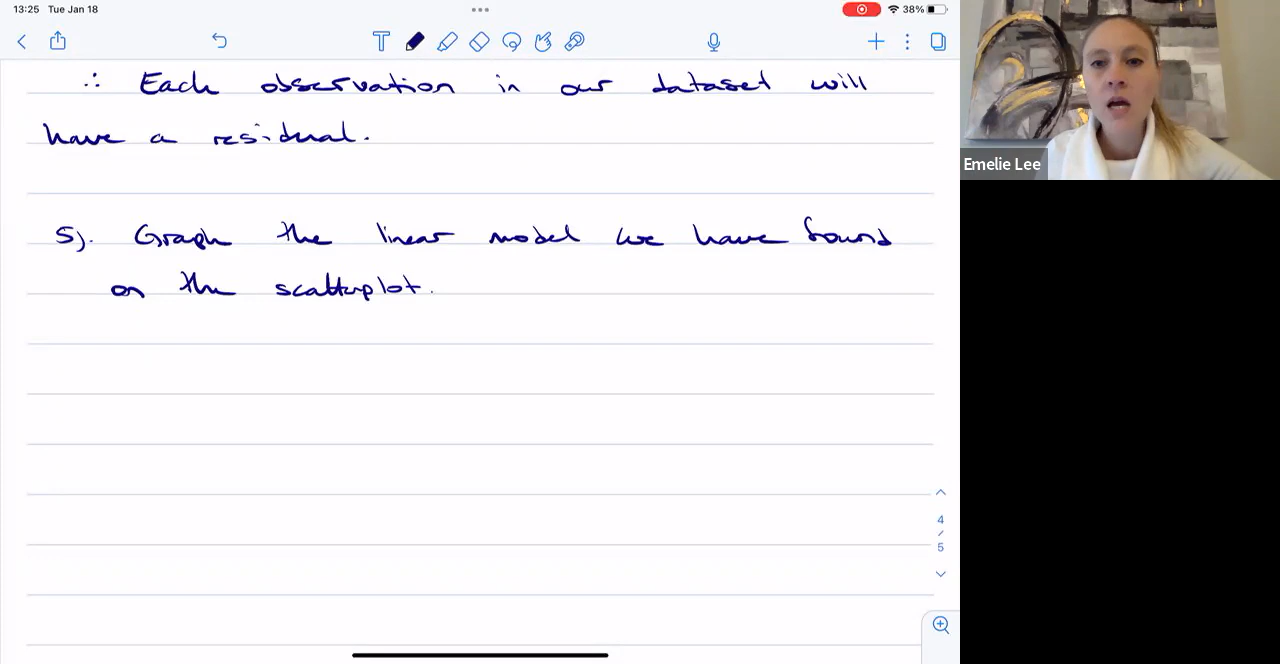 13:25 Tue Jan 18
38%
∴ Each observation in our dataset will
have a residual.
5). Graph the linear model we have found
on the scatterplot.
4
/
5
Emelie Lee